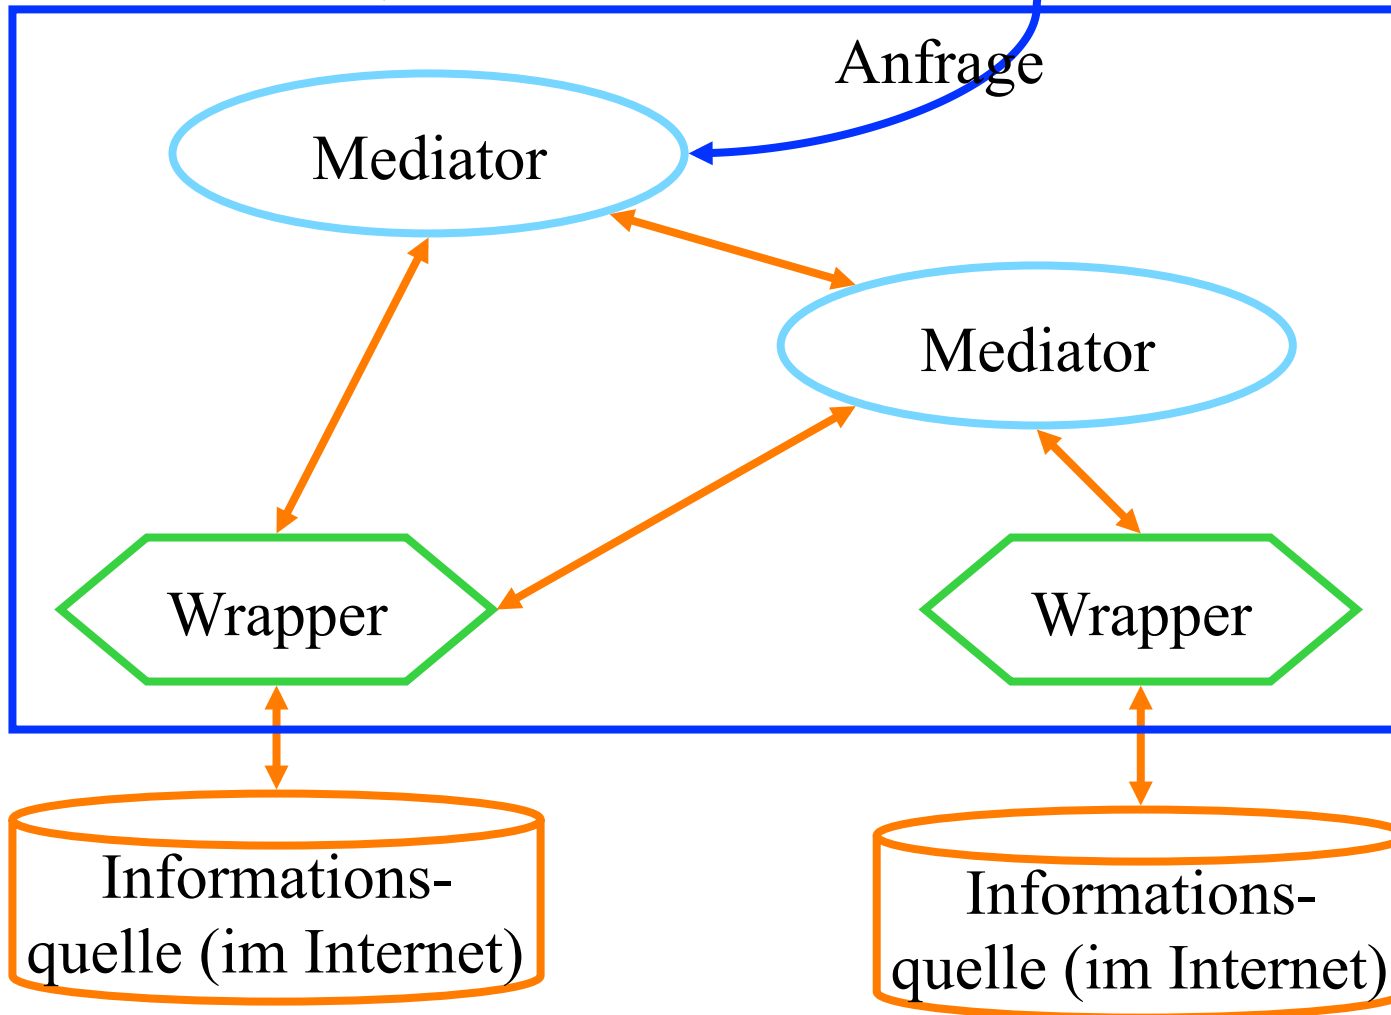 Anfrage
Mediator
Mediator
Wrapper
Wrapper
Informations-
quelle (im Internet)
Informations-
quelle (im Internet)